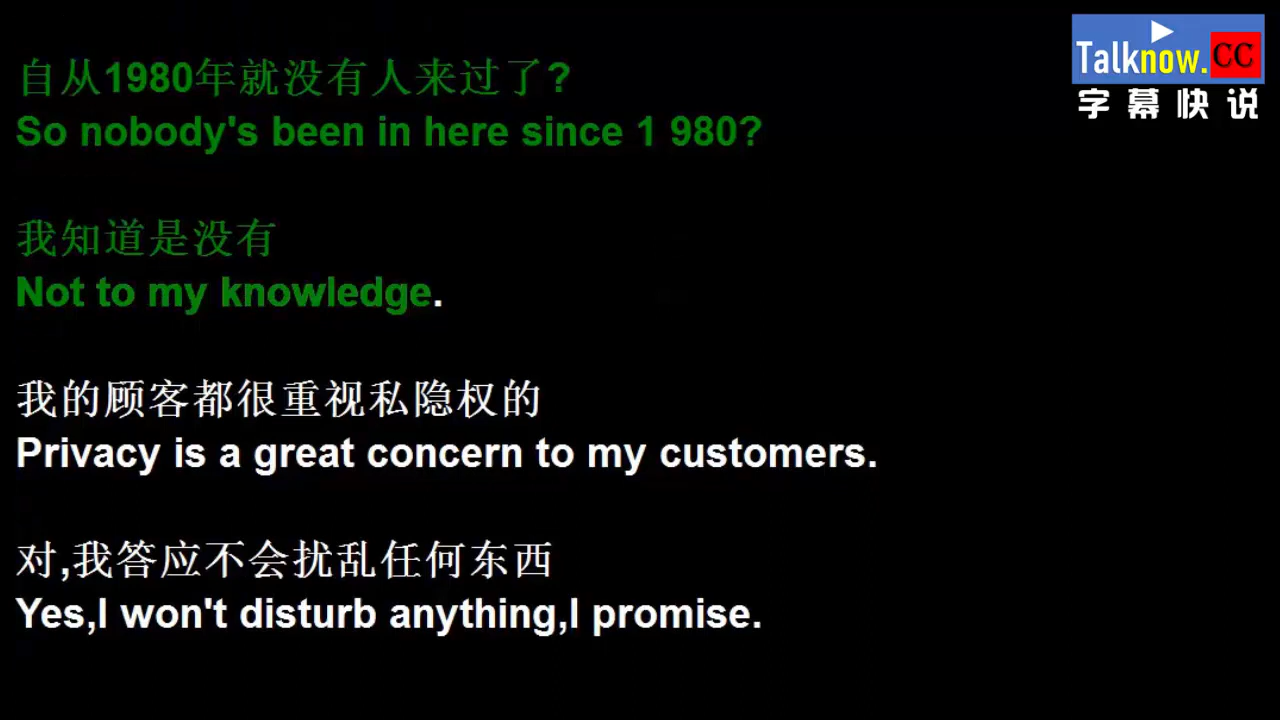 自从1980年就没有人来过了?
So nobody's been in here since 1 980?
我知道是没有
Not to my knowledge.
我的顾客都很重视私隐权的
Privacy is a great concern to my customers.
对,我答应不会扰乱任何东西
Yes,I won't disturb anything,I promise.
Talknow.CC
字幕快说